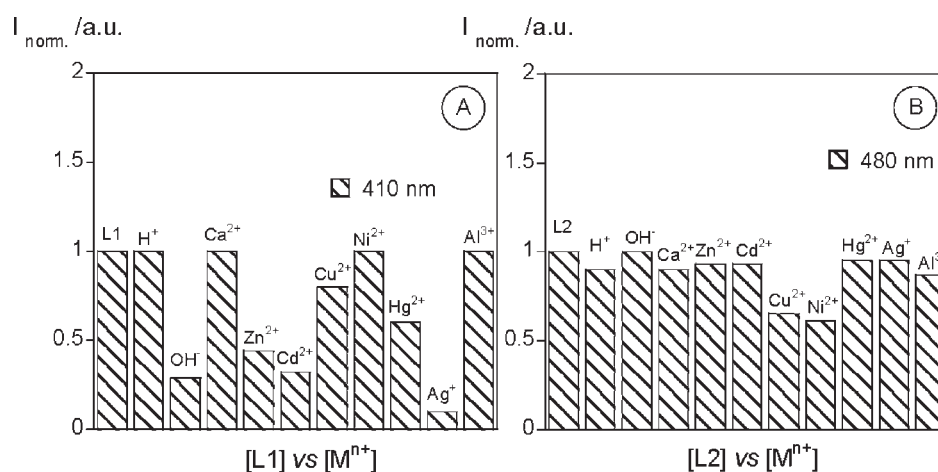 I norm. /a.u.
I norm. /a.u.
2
1.5
1
0.5
0
A
410 nm
L1
H⁺
OH⁻
Ca²⁺
Zn²⁺
Cd²⁺
Cu²⁺
Ni²⁺
Hg²⁺
Ag⁺
Al³⁺
[L1] vs [Mⁿ⁺]
2
1.5
1
0.5
0
B
480 nm
L2
H⁺
OH⁻
Ca²⁺
Zn²⁺
Cd²⁺
Cu²⁺
Ni²⁺
Hg²⁺
Ag⁺
Al³
[L2] vs [Mⁿ⁺]